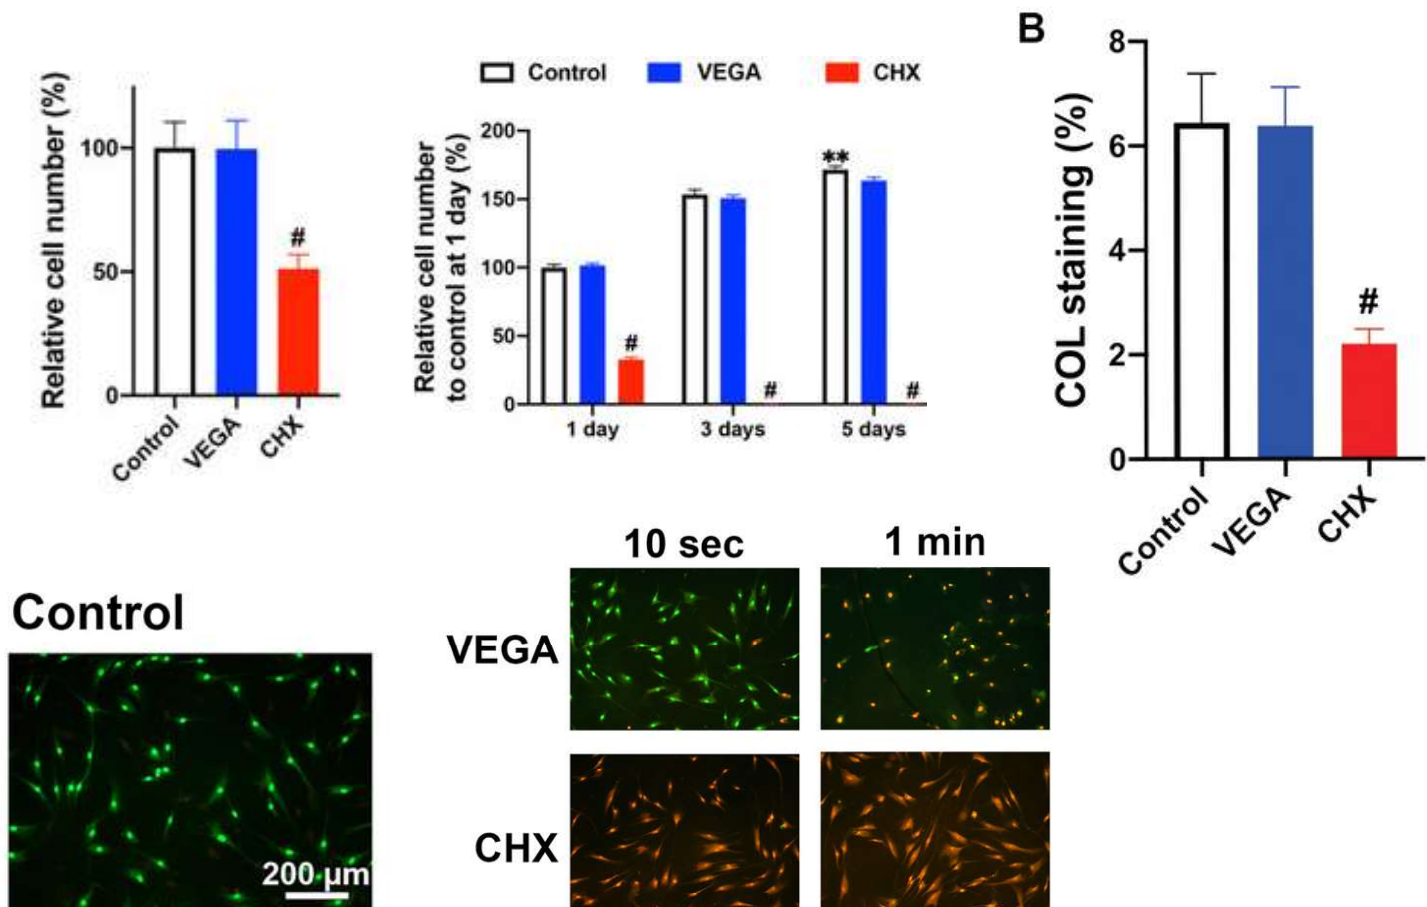 Relative cell number (%)
100
50
0
#
Control
VEGA
CHX
Control VEGA CHX
Relative cell number
to control at 1 day (%)
200
150
100
50
0
#
#
**
#
1 day 3 days 5 days
B
COL staining (%)
8
6
4
2
0
#
Control
VEGA
CHX
Control
200 µm
10 sec 1 min
VEGA
CHX